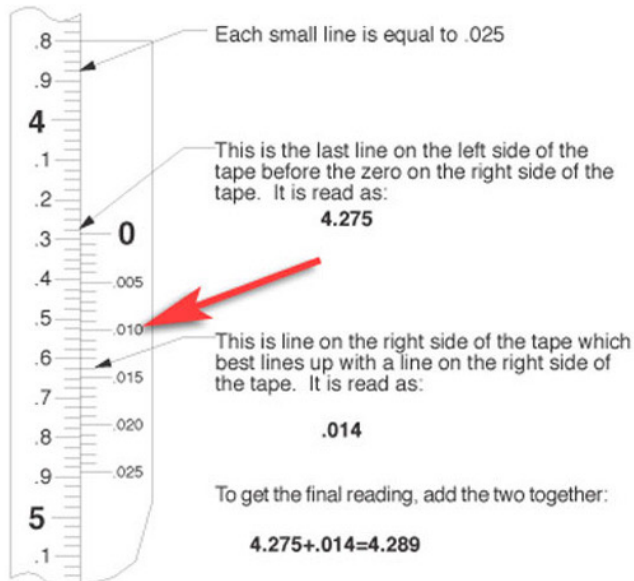 .8
Each small line is equal to .025
.9
4
.1
This is the last line on the left side of the
tape before the zero on the right side of the
tape. It is read as:
4.275
.2
.3
0
.4
.005
.5
.010
This is line on the right side of the tape which
best lines up with a line on the right side of
the tape. It is read as:
.6
.015
.7
.014
.8
.020
.9
.025
To get the final reading, add the two together:
5
4.275+.014=4.289
.1